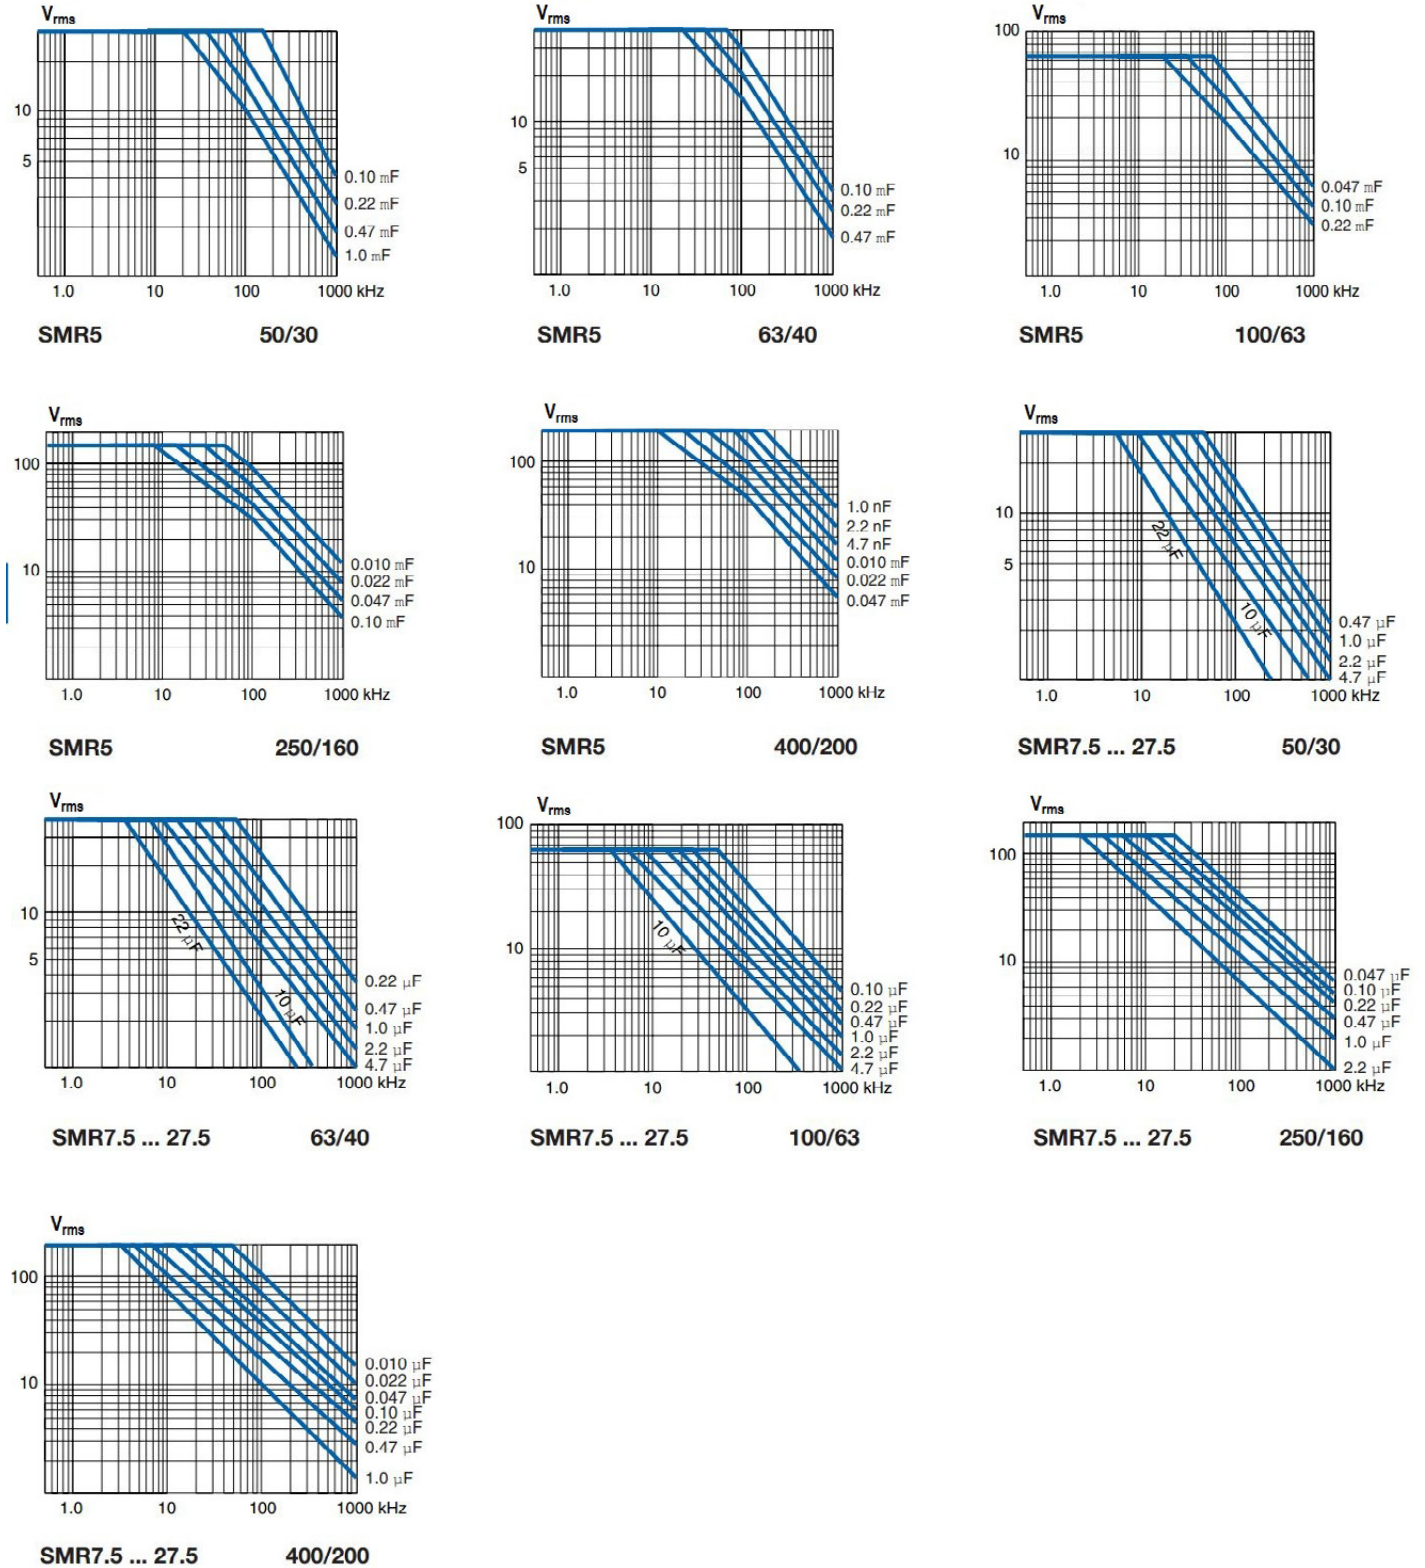 Vrms
10
5
0.10 mF
0.22 mF
0.47 mF
1.0 mF
1.0 10 100 1000 kHz
SMR5 50/30
Vrms
10
5
0.10 mF
0.22 mF
0.47 mF
1.0 10 100 1000 kHz
SMR5 63/40
Vrms
100
10
0.047 mF
0.10 mF
0.22 mF
1.0 10 100 1000 kHz
SMR5 100/63
Vrms
100
10
0.010 mF
0.022 mF
0.047 mF
0.10 mF
1.0 10 100 1000 kHz
SMR5 250/160
Vrms
100
10
1.0 nF
2.2 nF
4.7 nF
0.010 mF
0.022 mF
0.047 mF
1.0 10 100 1000 kHz
SMR5 400/200
Vrms
10
5
22 µF
10 µF
0.47 µF
1.0 µF
2.2 µF
4.7 µF
1.0 10 100 1000 kHz
SMR7.5 ... 27.5 50/30
Vrms
10
5
22 µF
10 µF
0.22 µF
0.47 µF
1.0 µF
2.2 µF
4.7 µF
1.0 10 100 1000 kHz
SMR7.5 ... 27.5 63/40
Vrms
100
10
10 µF
0.10 µF
0.22 µF
0.47 µF
1.0 µF
2.2 µF
4.7 µF
1.0 10 100 1000 kHz
SMR7.5 ... 27.5 100/63
Vrms
100
10
0.047 µF
0.10 µF
0.22 µF
0.47 µF
1.0 µF
2.2 µF
1.0 10 100 1000 kHz
SMR7.5 ... 27.5 250/160
Vrms
100
10
0.010 µF
0.022 µF
0.047 µF
0.10 µF
0.22 µF
0.47 µF
1.0 µF
1.0 10 100 1000 kHz
SMR7.5 ... 27.5 400/200